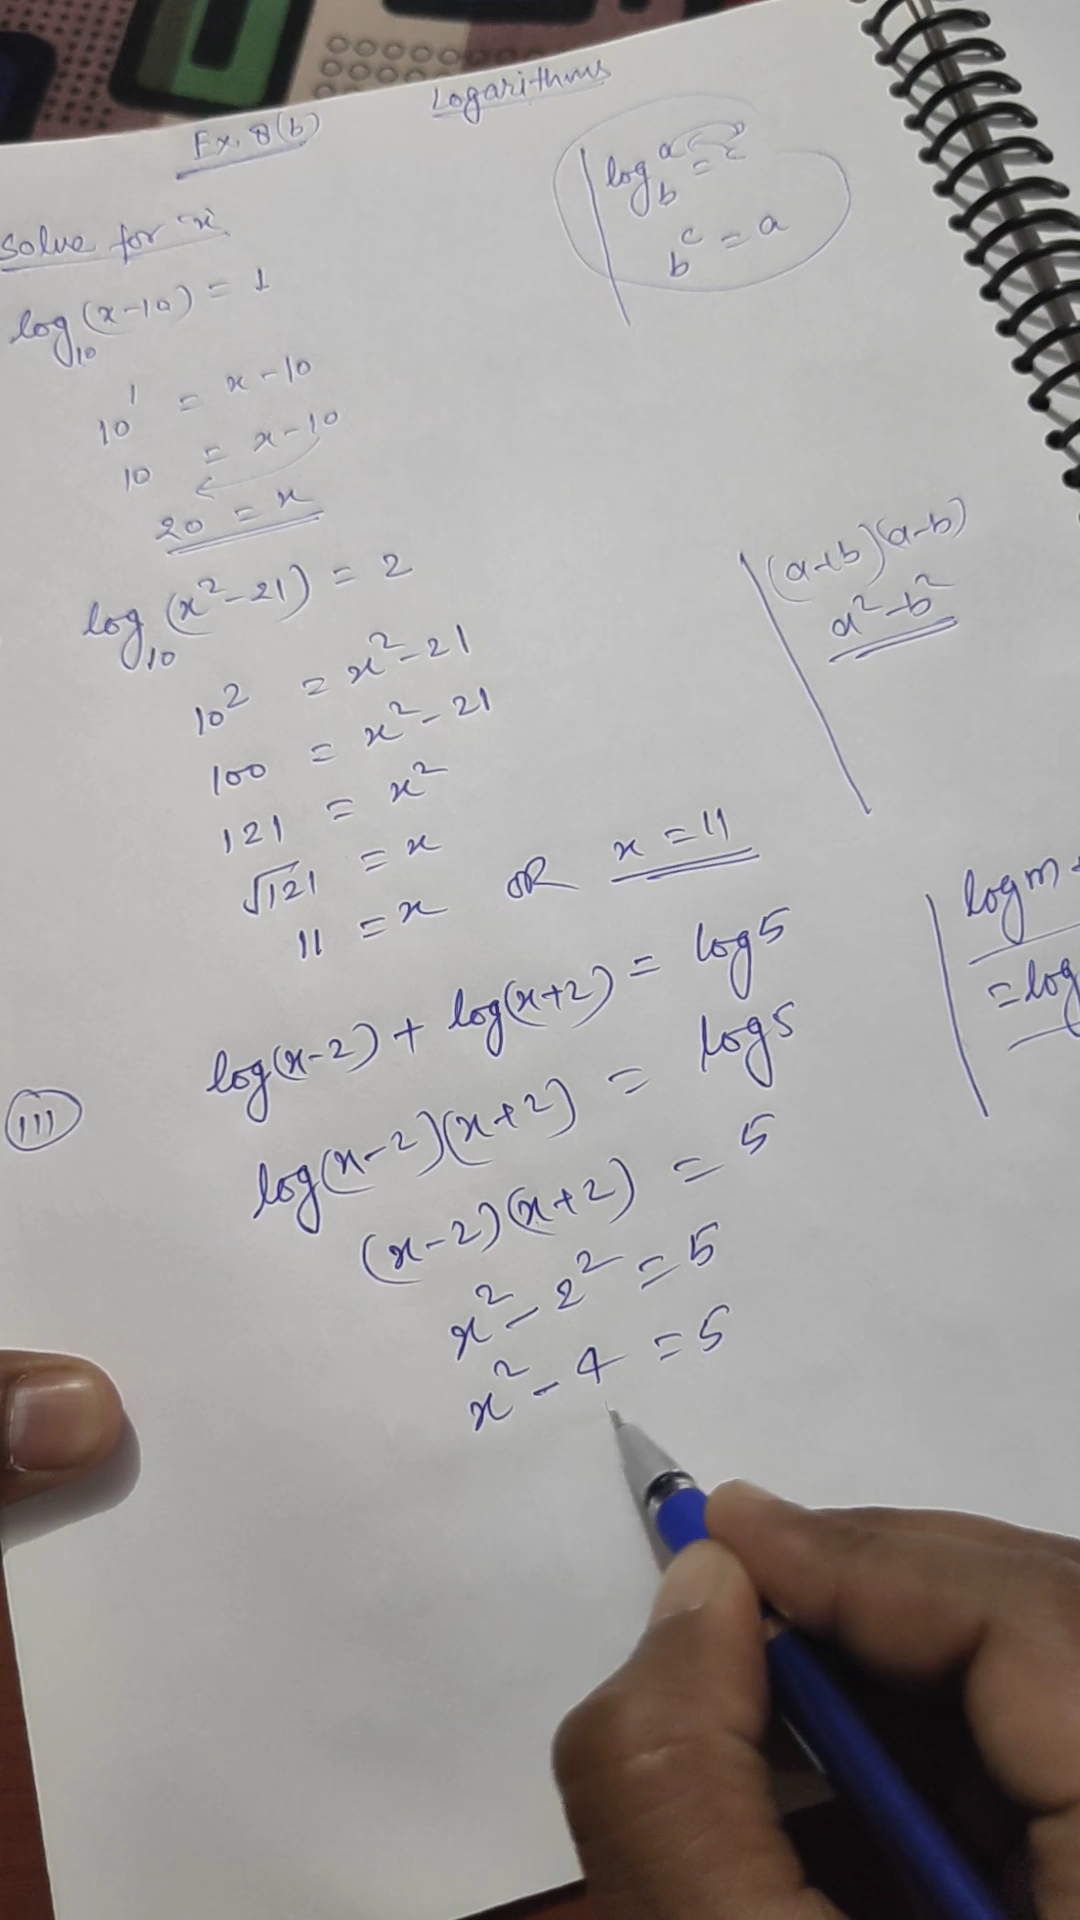 Ex. 8(b)
Logarithms
log_b a = c
b^c = a
Solve for 'x'
log_10 (x-10) = 1
10^1 = x-10
10 = x-10
20 = x
log_10 (x^2-21) = 2
10^2 = x^2-21
100 = x^2-21
121 = x^2
√121 = x
11 = x OR x = 11
(a+b)(a-b)
a^2-b^2
(iii) log(x-2) + log(x+2) = log5
log(x-2)(x+2) = log5
(x-2)(x+2) = 5
x^2 - 2^2 = 5
x^2 - 4 = 5
log m +
= log